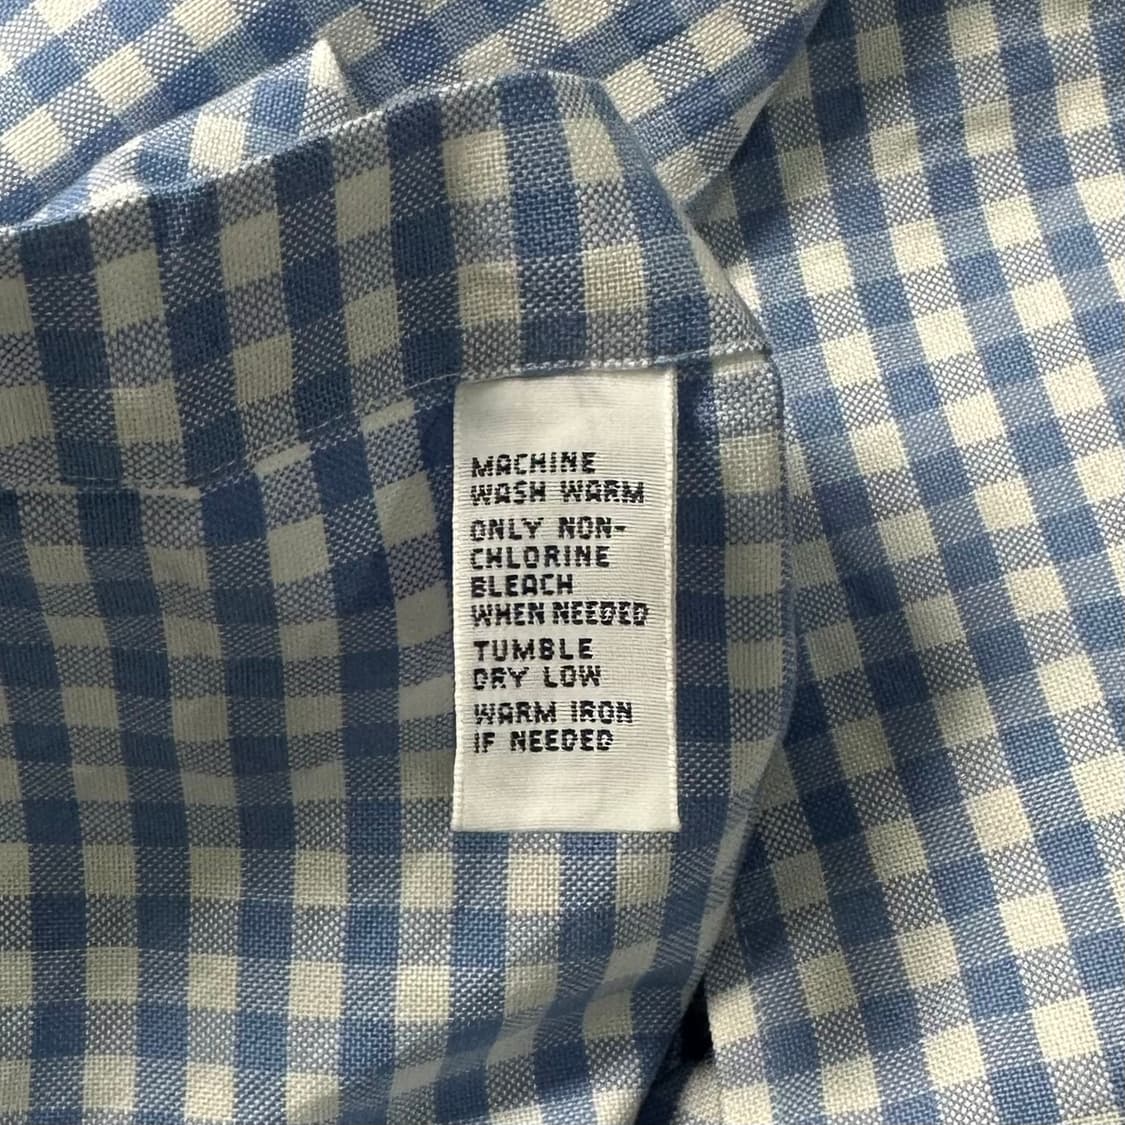 MACHINE
WASH WARM
ONLY NON-
CHLORINE
BLEACH
WHEN NEEDED
TUMBLE
DRY LOW
WARM IRON
IF NEEDED